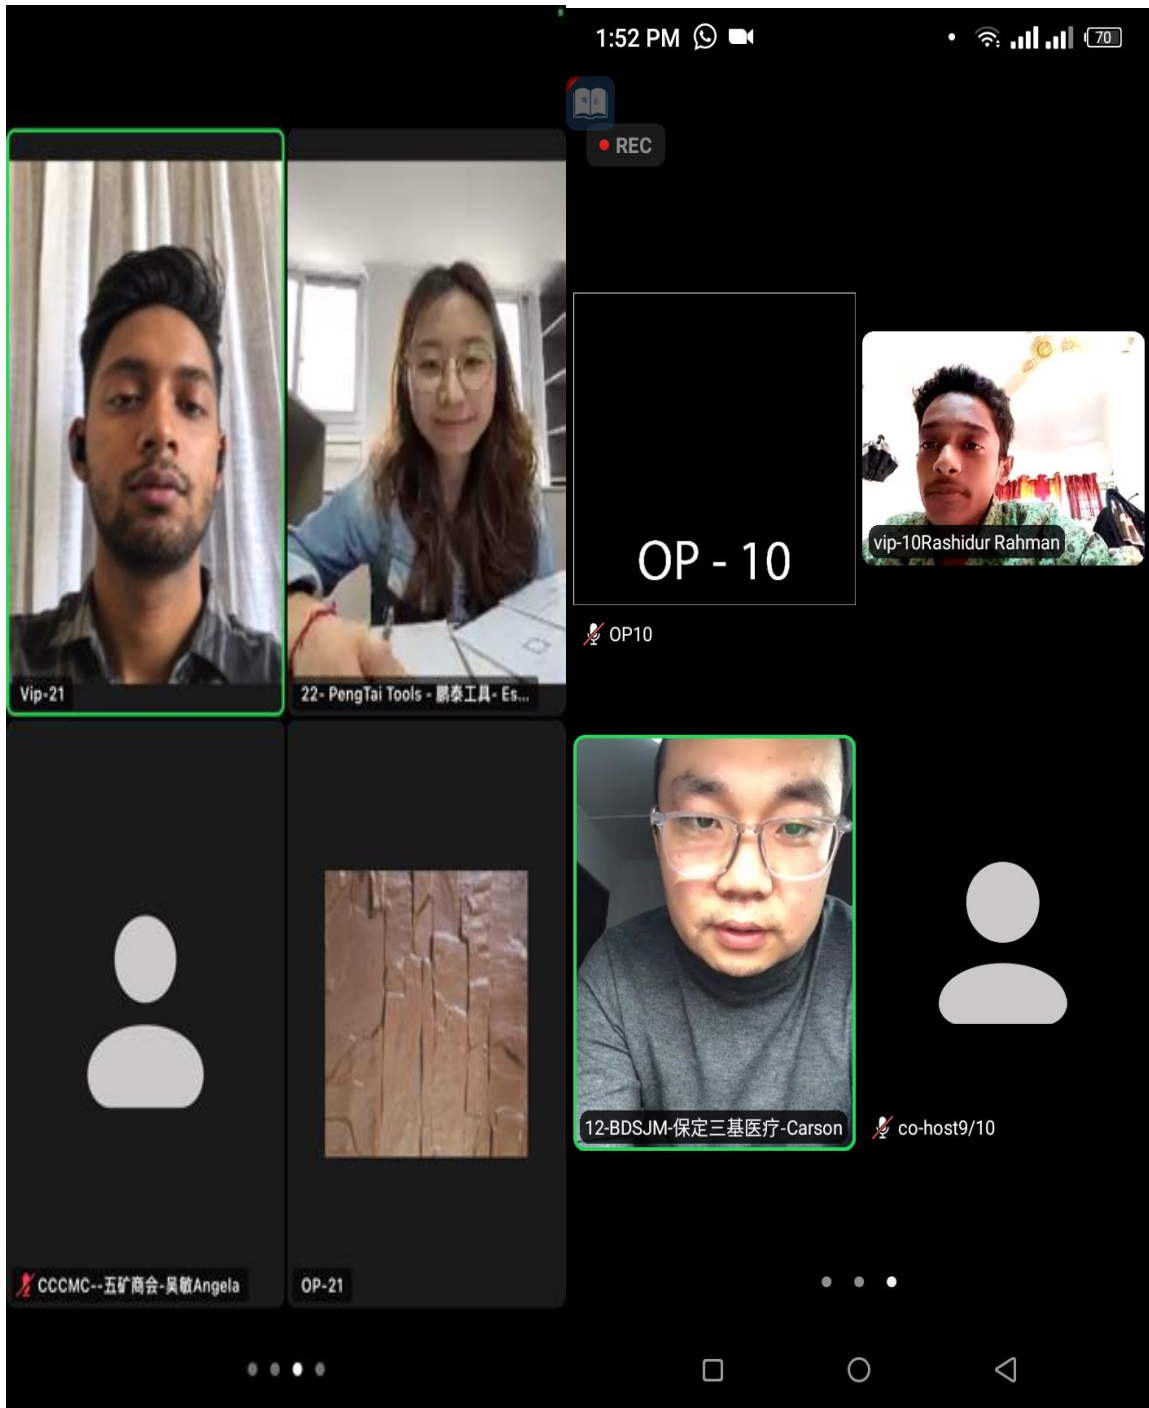 Vip-21
22- PengTai Tools - 鹏泰工具- Es...
CCCMC--五矿商会-吴敏Angela
OP-21
1:52 PM
70
REC
OP - 10
OP10
vip-10Rashidur Rahman
12-BDSJM-保定三基医疗-Carson
co-host9/10